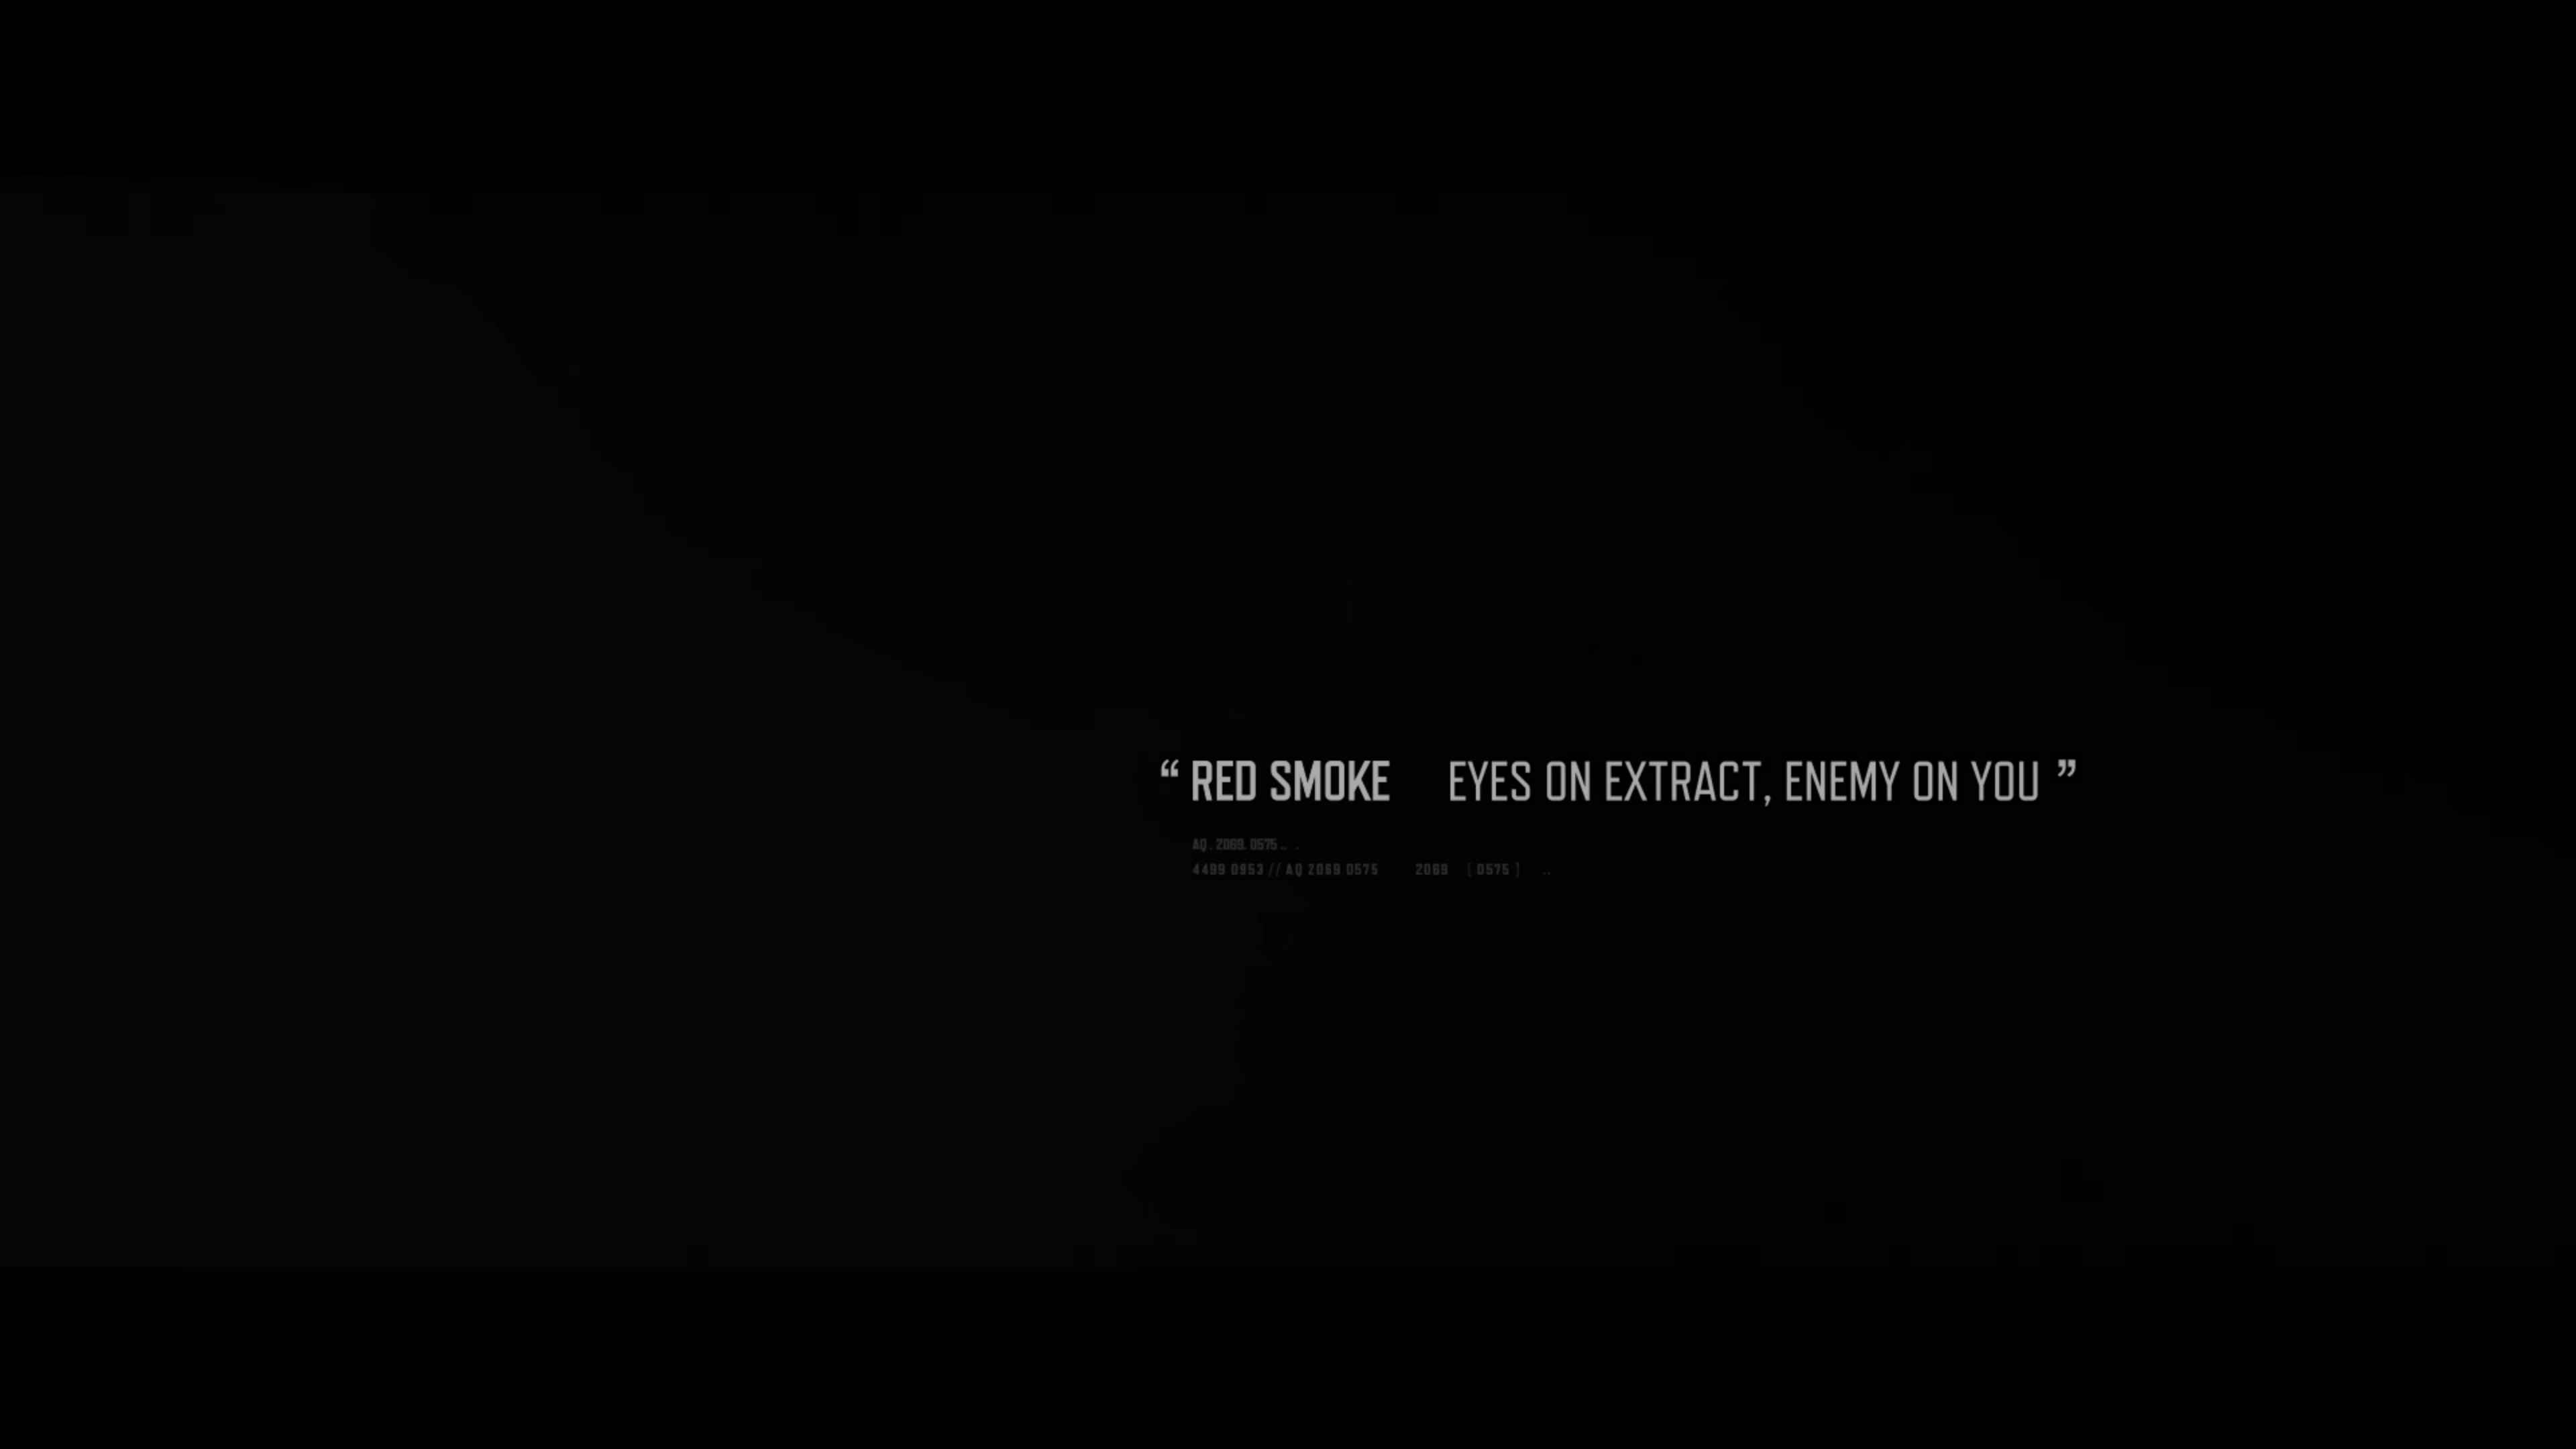 “ RED SMOKE EYES ON EXTRACT, ENEMY ON YOU ”
AQ . 2069. 0575 .. .
4499 0953 // AQ 2069 0575 2069 [ 0575 ] ..